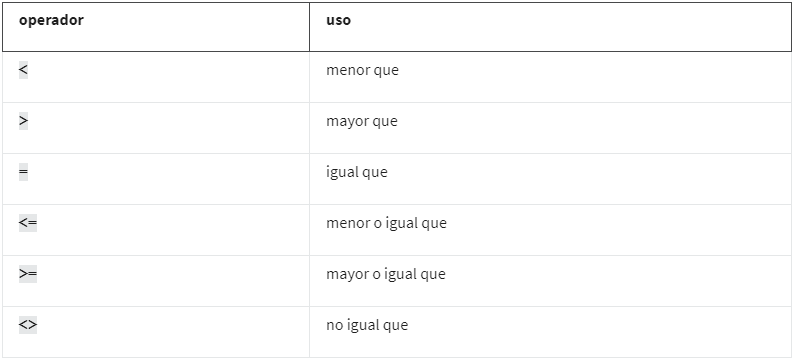 operador uso
< menor que
> mayor que
= igual que
<= menor o igual que
>= mayor o igual que
<> no igual que